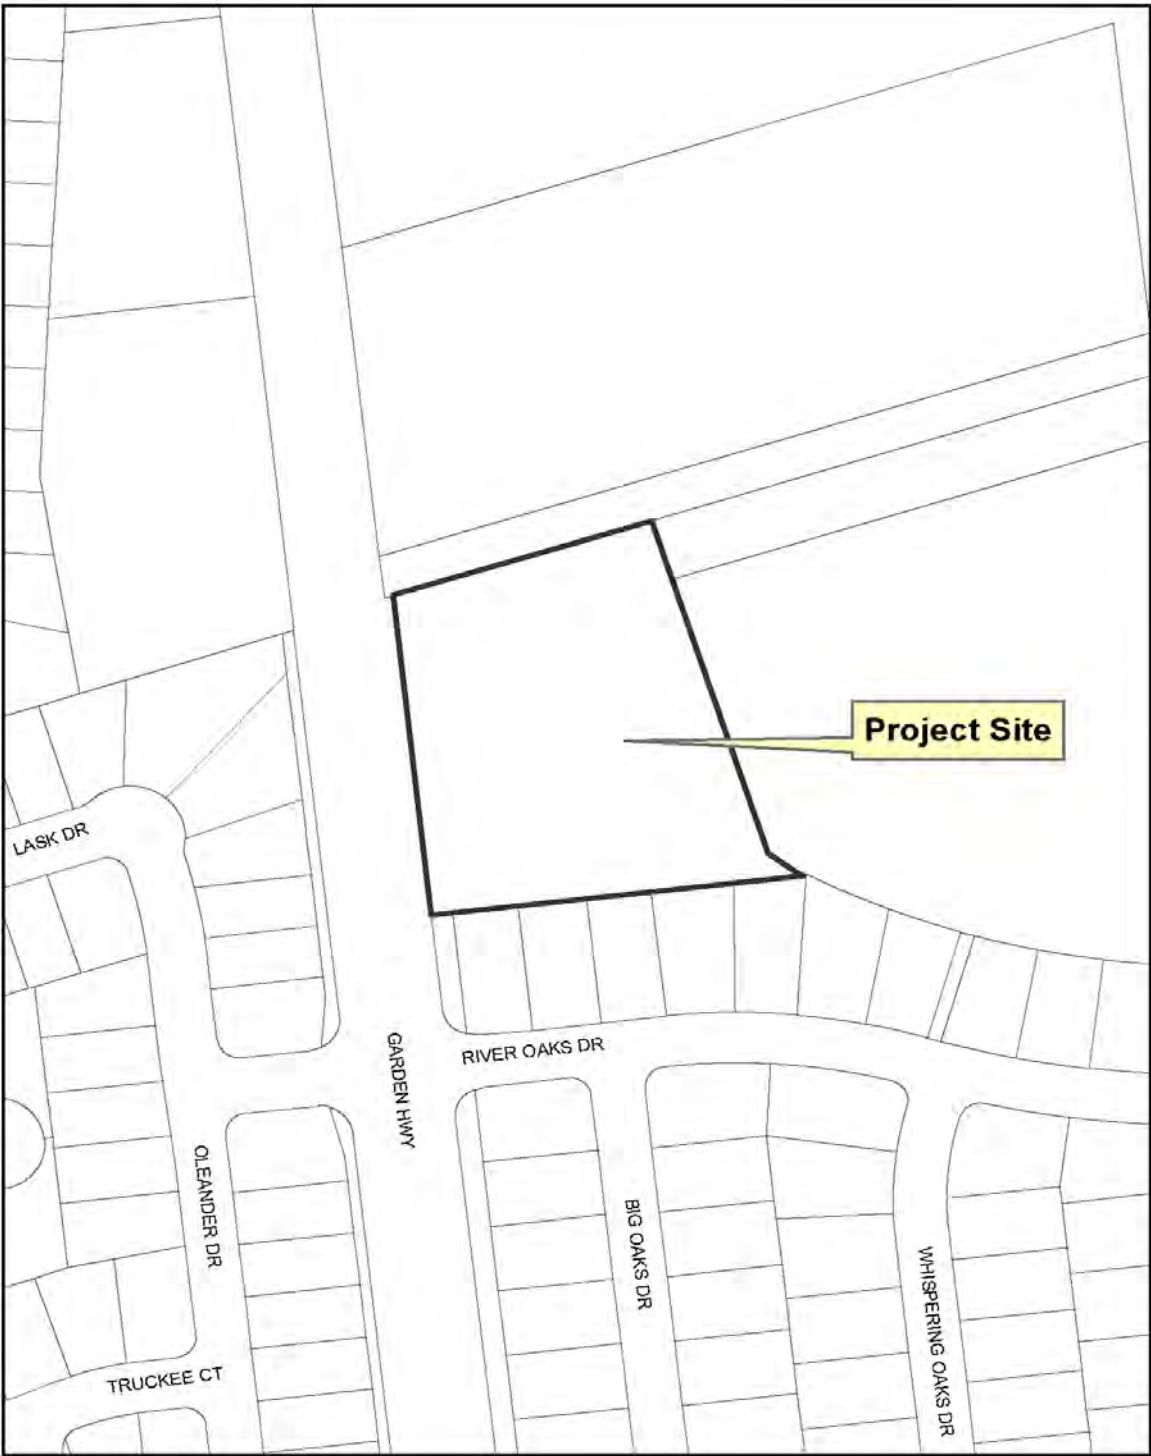 Project Site
LASK DR
GARDEN HWY
RIVER OAKS DR
OLEANDER DR
BIG OAKS DR
WHISPERING OAKS DR
TRUCKEE CT